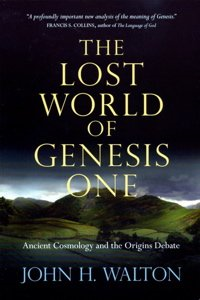 "A profoundly important new analysis of the meaning of Genesis."
FRANCIS S. COLLINS, author of The Language of God
THE
LOST
WORLD
OF
GENESIS
ONE
Ancient Cosmology and the Origins Debate
JOHN H. WALTON